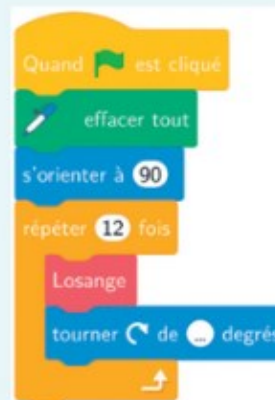 Quand est cliqué
effacer tout
s'orienter à 90
répéter 12 fois
Losange
tourner de ... degrés